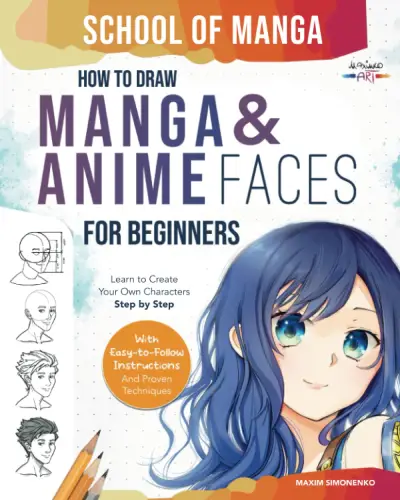 SCHOOL OF MANGA
HOW TO DRAW
MANGA &
ANIME FACES
FOR BEGINNERS
Learn to Create
Your Own Characters
Step by Step
With
Easy-to-Follow
Instructions
And Proven
Techniques
ART
MAXIM SIMONENKO